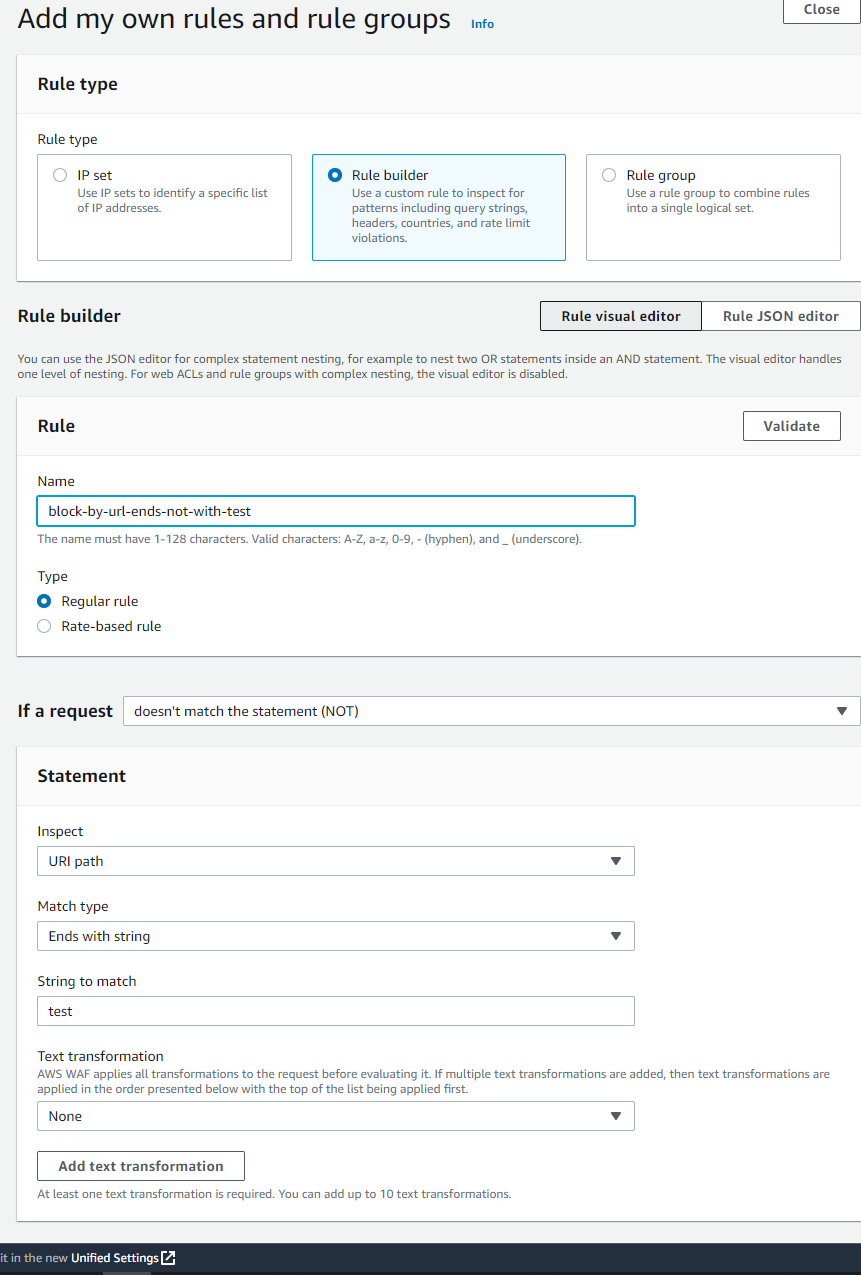 Add my own rules and rule groups Info
Close
Rule type
Rule type
IP set
Use IP sets to identify a specific list
of IP addresses.
Rule builder
Use a custom rule to inspect for
patterns including query strings,
headers, countries, and rate limit
violations.
Rule group
Use a rule group to combine rules
into a single logical set.
Rule builder
Rule visual editor
Rule JSON editor
You can use the JSON editor for complex statement nesting, for example to nest two OR statements inside an AND statement. The visual editor handles
one level of nesting. For web ACLs and rule groups with complex nesting, the visual editor is disabled.
Rule
Validate
Name
block-by-url-ends-not-with-test
The name must have 1-128 characters. Valid characters: A-Z, a-z, 0-9, - (hyphen), and _ (underscore).
Type
Regular rule
Rate-based rule
If a request doesn't match the statement (NOT)
Statement
Inspect
URI path
Match type
Ends with string
String to match
test
Text transformation
AWS WAF applies all transformations to the request before evaluating it. If multiple text transformations are added, then text transformations are
applied in the order presented below with the top of the list being applied first.
None
Add text transformation
At least one text transformation is required. You can add up to 10 text transformations.
it in the new Unified Settings